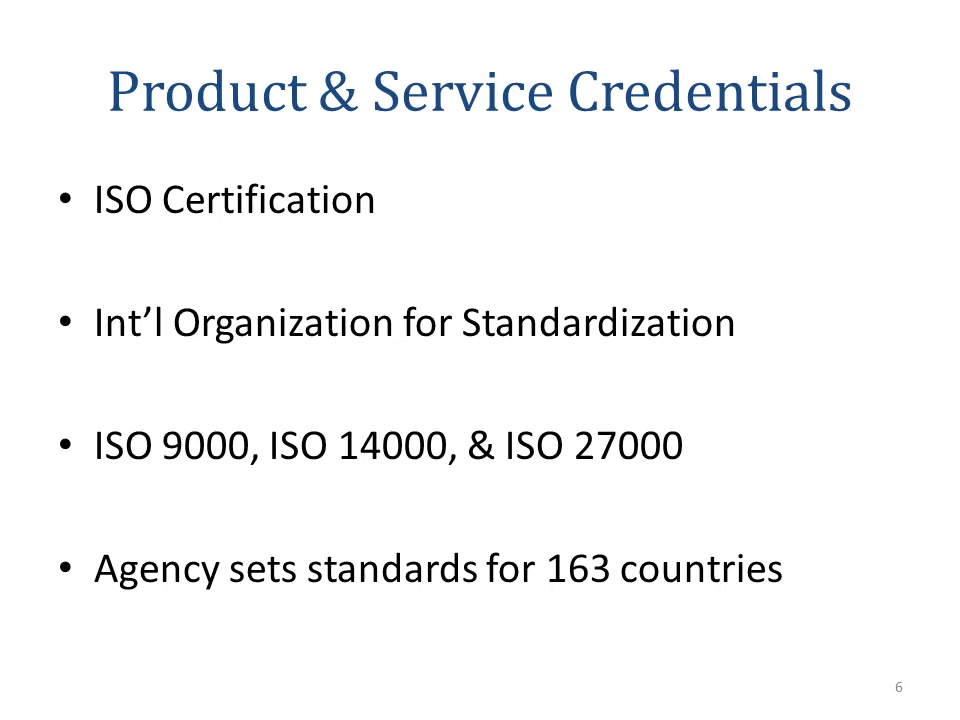 Product & Service Credentials
• ISO Certification
• Int’l Organization for Standardization
• ISO 9000, ISO 14000, & ISO 27000
• Agency sets standards for 163 countries
6